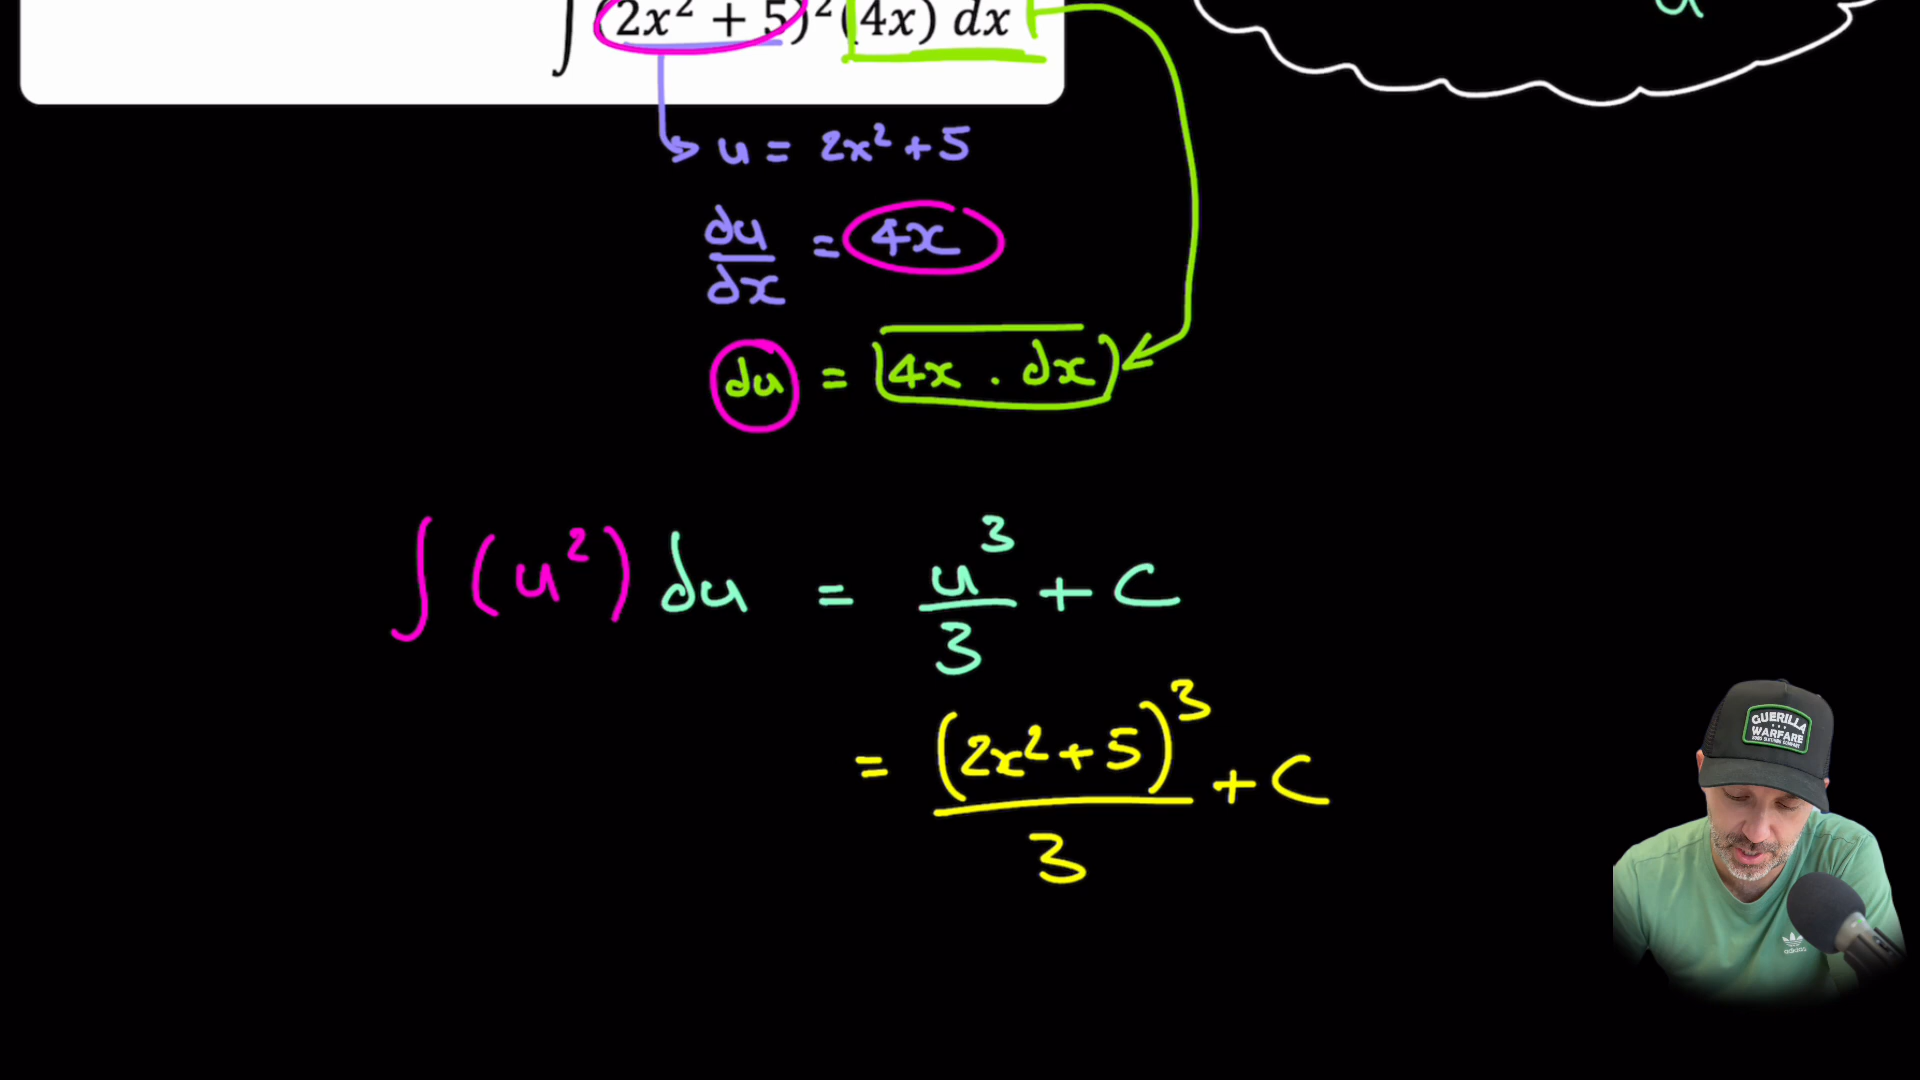 ∫ (2x² + 5)² (4x) dx
u
u = 2x² + 5
du/dx = 4x
du = 4x . dx
∫ (u²) du = u³/3 + C
= (2x² + 5)³/3 + C
GUERILLA
WARFARE
adidas